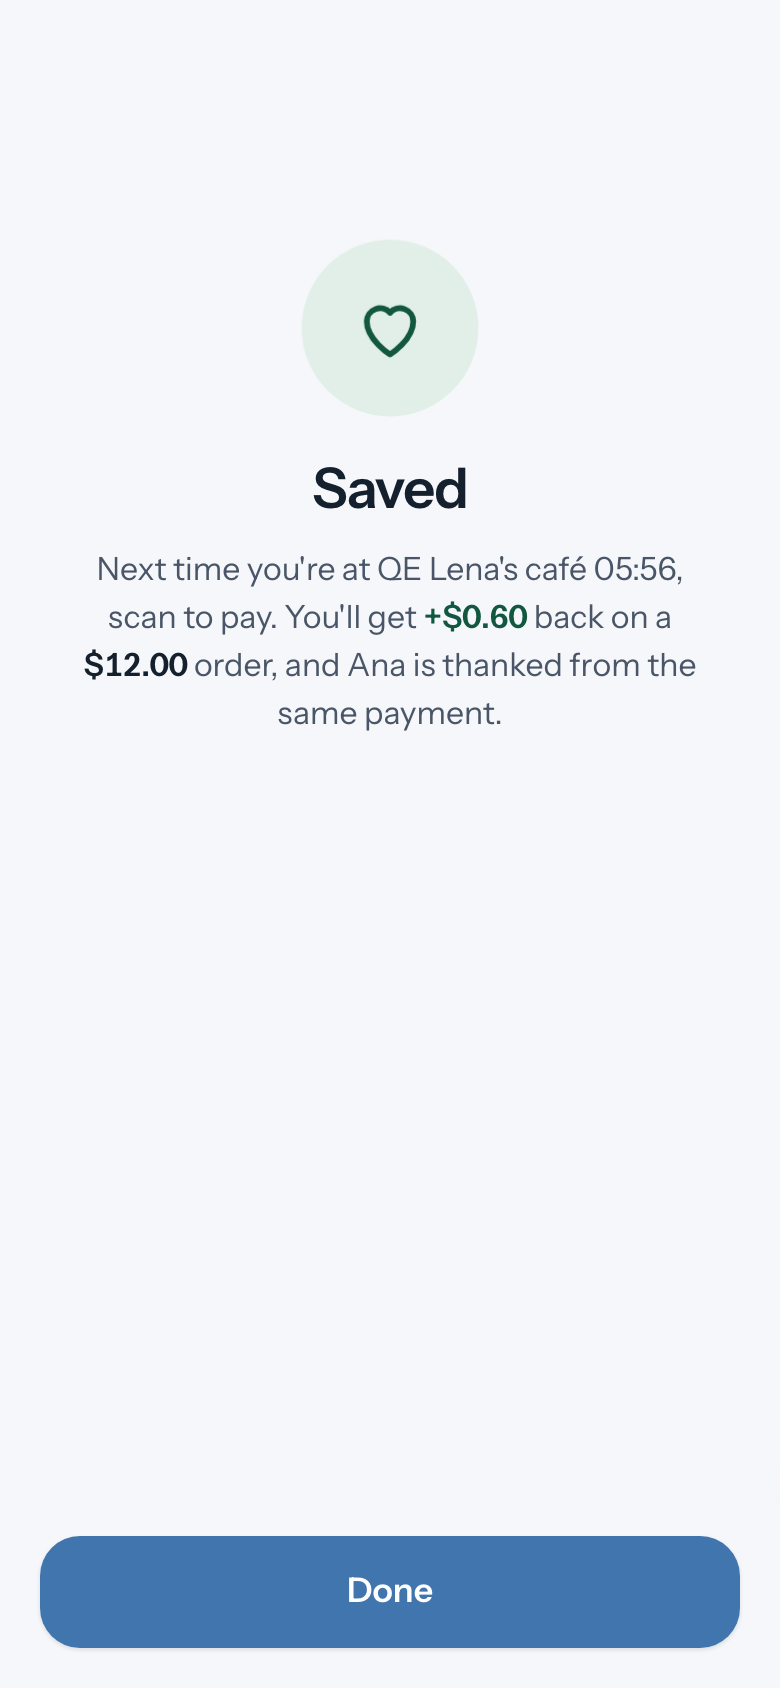 Saved
Next time you're at QE Lena's café 05:56,
scan to pay. You'll get +$0.60 back on a
$12.00 order, and Ana is thanked from the
same payment.
Done